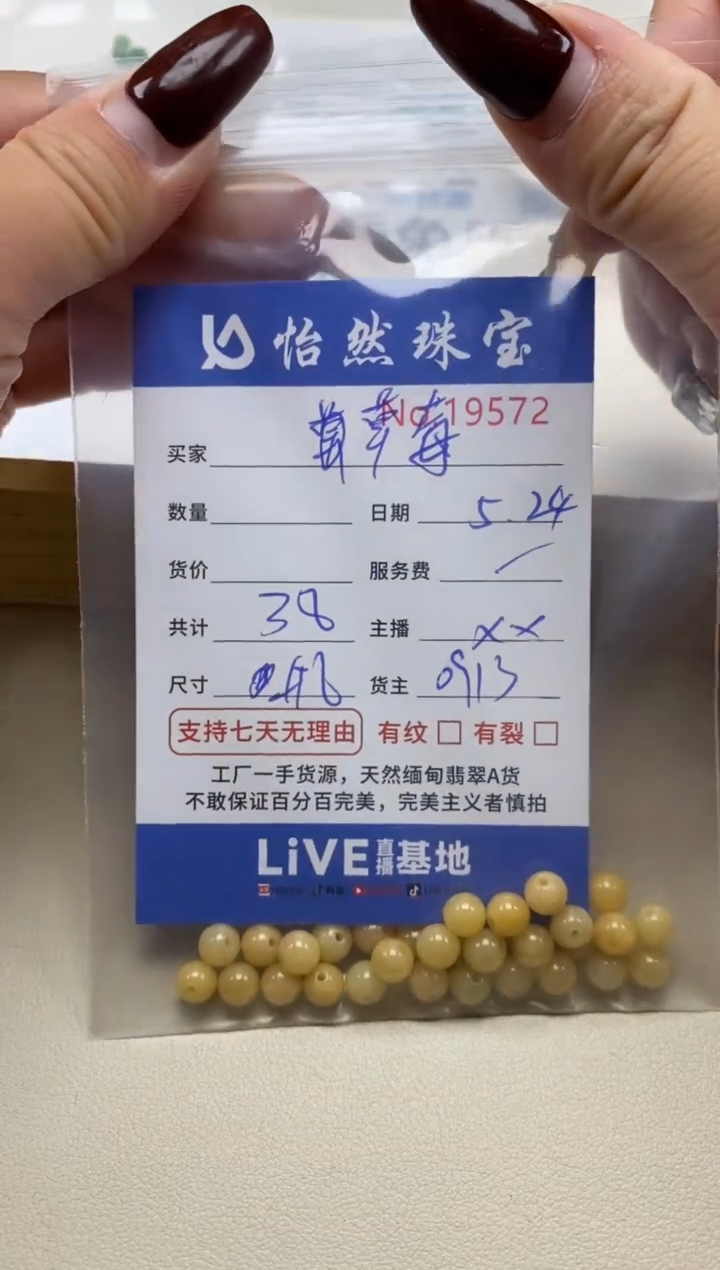 怡然珠宝
No.19572
买家 草莓
数量 日期 5.24
货价 服务费
共计 38 主播 xx
尺寸 货主 0913
支持七天无理由 有纹 □ 有裂 □
工厂一手货源，天然缅甸翡翠A货
不敢保证百分百完美，完美主义者慎拍
LiVE直播基地